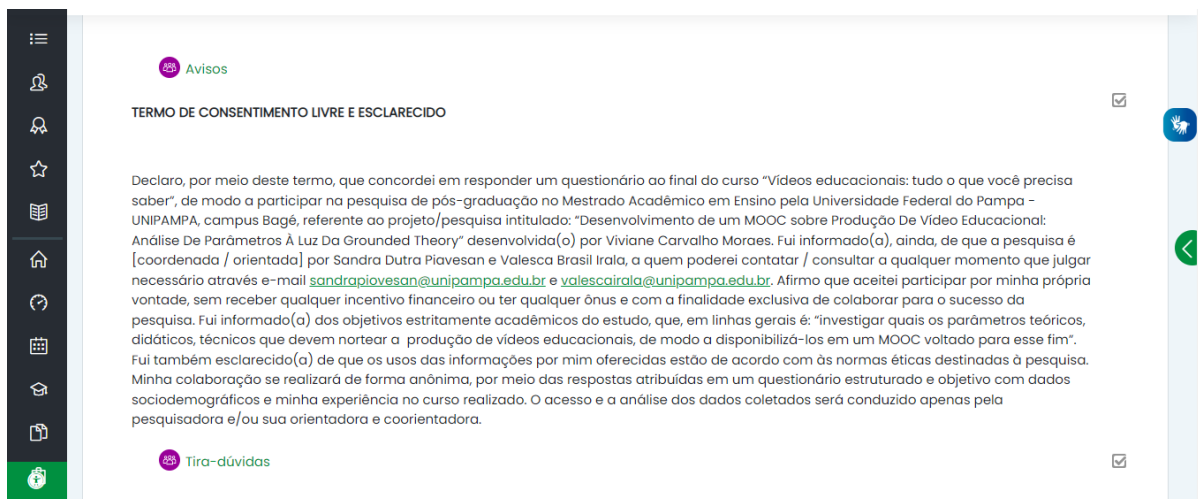 Avisos
TERMO DE CONSENTIMENTO LIVRE E ESCLARECIDO
Declaro, por meio deste termo, que concordei em responder um questionário ao final do curso “Vídeos educacionais: tudo o que você precisa
saber”, de modo a participar na pesquisa de pós-graduação no Mestrado Acadêmico em Ensino pela Universidade Federal do Pampa -
UNIPAMPA, campus Bagé, referente ao projeto/pesquisa intitulado: “Desenvolvimento de um MOOC sobre Produção De Vídeo Educacional:
Análise De Parâmetros À Luz Da Grounded Theory” desenvolvida(o) por Viviane Carvalho Moraes. Fui informado(a), ainda, de que a pesquisa é
[coordenada / orientada] por Sandra Dutra Piavesan e Valesca Brasil Irala, a quem poderei contatar / consultar a qualquer momento que julgar
necessário através e-mail sandrapiovesan@unipampa.edu.br e valescairala@unipampa.edu.br. Afirmo que aceitei participar por minha própria
vontade, sem receber qualquer incentivo financeiro ou ter qualquer ônus e com a finalidade exclusiva de colaborar para o sucesso da
pesquisa. Fui informado(a) dos objetivos estritamente acadêmicos do estudo, que, em linhas gerais é: “investigar quais os parâmetros teóricos,
didáticos, técnicos que devem nortear a produção de vídeos educacionais, de modo a disponibilizá-los em um MOOC voltado para esse fim”.
Fui também esclarecido(a) de que os usos das informações por mim oferecidas estão de acordo com às normas éticas destinadas à pesquisa.
Minha colaboração se realizará de forma anônima, por meio das respostas atribuídas em um questionário estruturado e objetivo com dados
sociodemográficos e minha experiência no curso realizado. O acesso e a análise dos dados coletados será conduzido apenas pela
pesquisadora e/ou sua orientadora e coorientadora.
Tira-dúvidas